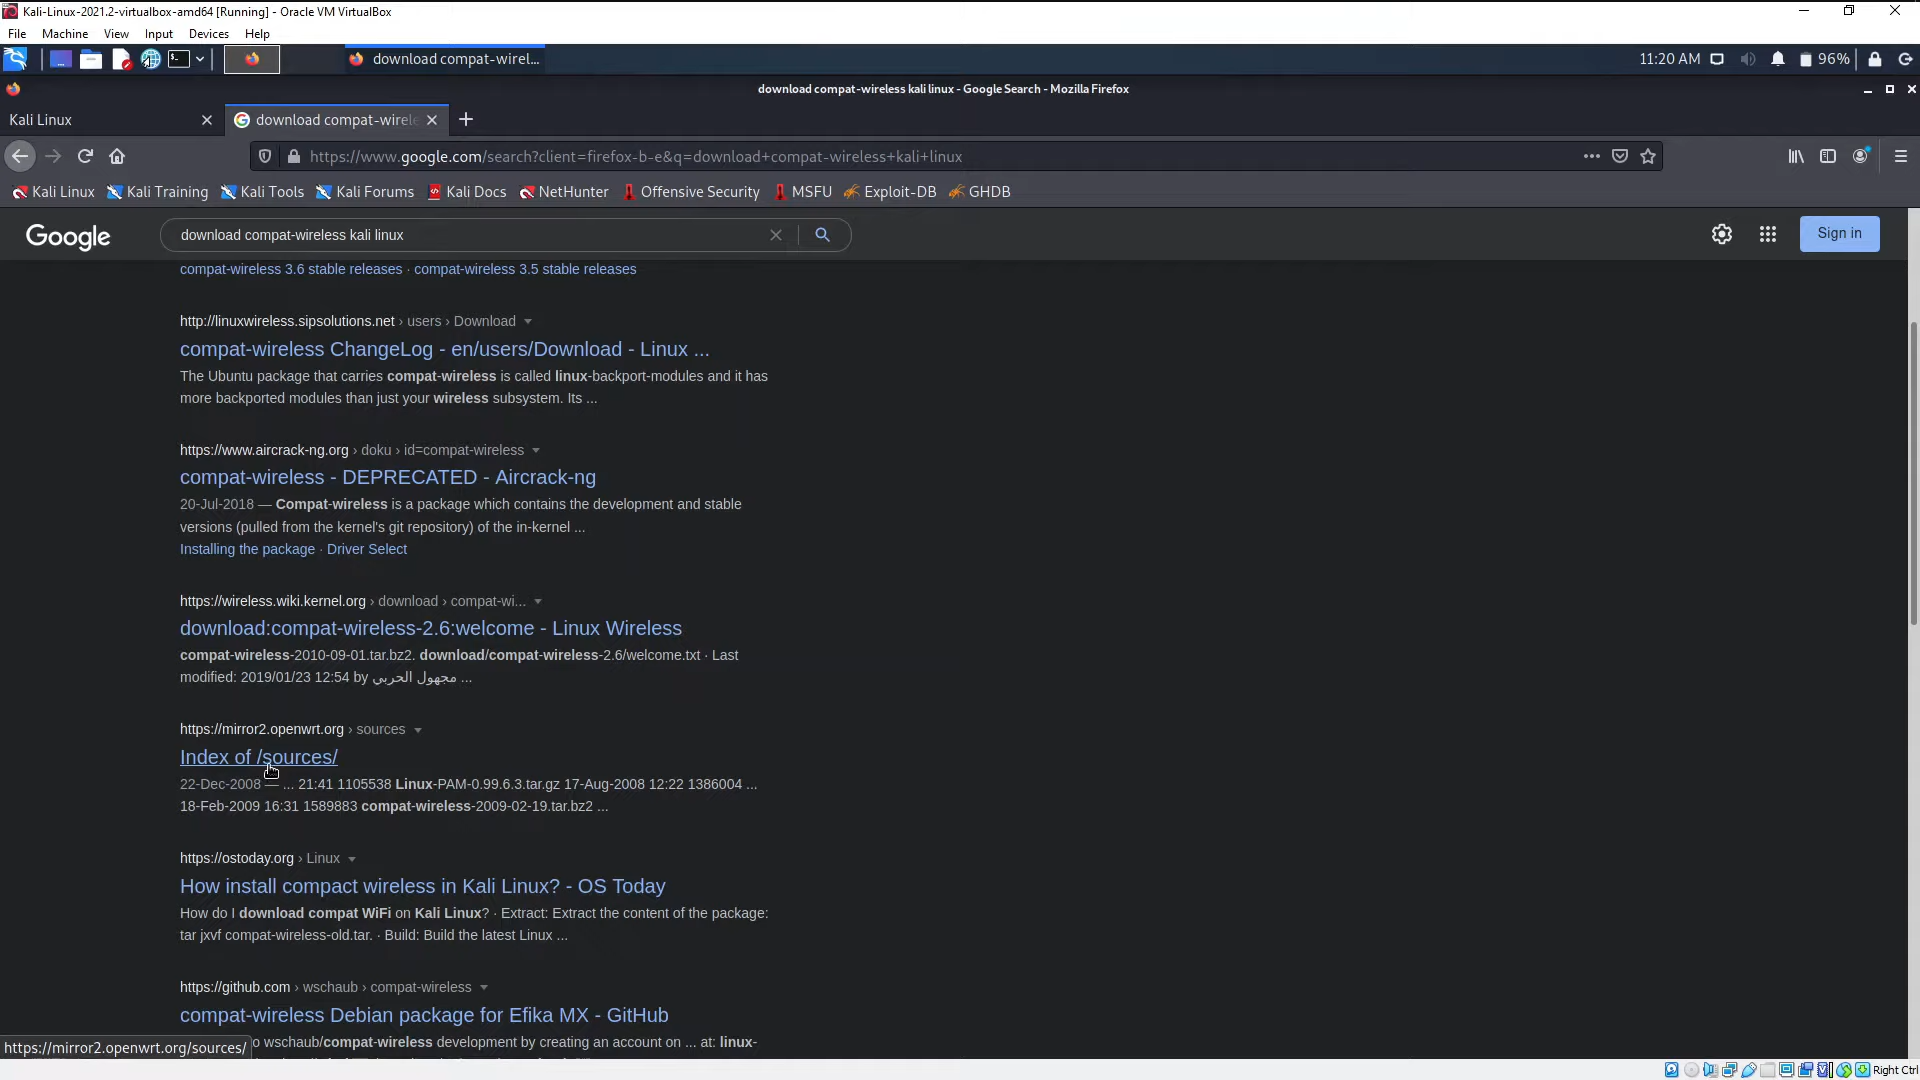 Kali-Linux-2021.2-virtualbox-amd64 [Running] - Oracle VM VirtualBox
File Machine View Input Devices Help
download compat-wirel...
11:20 AM 96%
download compat-wireless kali linux - Google Search - Mozilla Firefox
Kali Linux
download compat-wirele
https://www.google.com/search?client=firefox-b-e&q=download+compat-wireless+kali+linux
Kali Linux Kali Training Kali Tools Kali Forums Kali Docs NetHunter Offensive Security MSFU Exploit-DB GHDB
Google
download compat-wireless kali linux
Sign in
compat-wireless 3.6 stable releases · compat-wireless 3.5 stable releases
http://linuxwireless.sipsolutions.net › users › Download
compat-wireless ChangeLog - en/users/Download - Linux ...
The Ubuntu package that carries compat-wireless is called linux-backport-modules and it has
more backported modules than just your wireless subsystem. Its ...
https://www.aircrack-ng.org › doku › id=compat-wireless
compat-wireless - DEPRECATED - Aircrack-ng
20-Jul-2018 — Compat-wireless is a package which contains the development and stable
versions (pulled from the kernel's git repository) of the in-kernel ...
Installing the package · Driver Select
https://wireless.wiki.kernel.org › download › compat-wi...
download:compat-wireless-2.6:welcome - Linux Wireless
compat-wireless-2010-09-01.tar.bz2. download/compat-wireless-2.6/welcome.txt · Last
modified: 2019/01/23 12:54 by مجهول الحربي ...
https://mirror2.openwrt.org › sources
Index of /sources/
22-Dec-2008 — ... 21:41 1105538 Linux-PAM-0.99.6.3.tar.gz 17-Aug-2008 12:22 1386004 ...
18-Feb-2009 16:31 1589883 compat-wireless-2009-02-19.tar.bz2 ...
https://ostoday.org › Linux
How install compact wireless in Kali Linux? - OS Today
How do I download compat WiFi on Kali Linux? · Extract: Extract the content of the package:
tar jxvf compat-wireless-old.tar. · Build: Build the latest Linux ...
https://github.com › wschaub › compat-wireless
compat-wireless Debian package for Efika MX - GitHub
o wschaub/compat-wireless development by creating an account on ... at: linux-
https://mirror2.openwrt.org/sources/
Right Ctrl